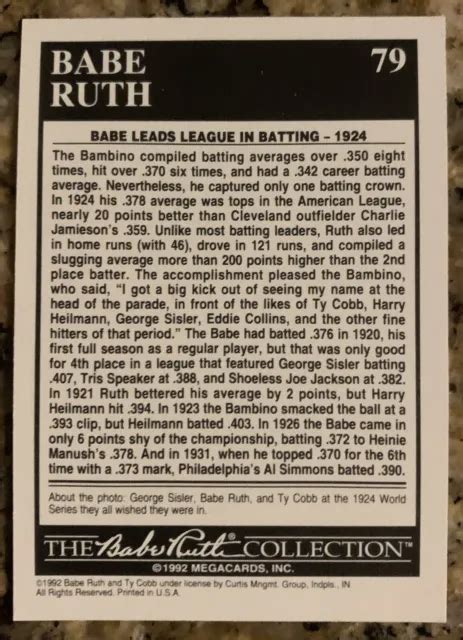 BABE 79
RUTH
BABE LEADS LEAGUE IN BATTING – 1924
The Bambino compiled batting averages over .350 eight
times, hit over .370 six times, and had a .342 career batting
average. Nevertheless, he captured only one batting crown.
In 1924 his .378 average was tops in the American League,
nearly 20 points better than Cleveland outfielder Charlie
Jamieson's .359. Unlike most batting leaders, Ruth also led
in home runs (with 46), drove in 121 runs, and compiled a
slugging average more than 200 points higher than the 2nd
place batter. The accomplishment pleased the Bambino,
who said, "I got a big kick out of seeing my name at the
head of the parade, in front of the likes of Ty Cobb, Harry
Heilmann, George Sisler, Eddie Collins, and the other fine
hitters of that period." The Babe had batted .376 in 1920, his
first full season as a regular player, but that was only good
for 4th place in a league that featured George Sisler batting
.407, Tris Speaker at .388, and Shoeless Joe Jackson at .382.
In 1921 Ruth bettered his average by 2 points, but Harry
Heilmann hit .394. In 1923 the Bambino smacked the ball at a
.393 clip, but Heilmann batted .403. In 1926 the Babe came
in only 6 points shy of the championship, batting .372 to Heinie
Manush's .378. And in 1931, when he topped .370 for the 6th
time with a .373 mark, Philadelphia's Al Simmons batted .390.
About the photo: George Sisler, Babe Ruth, and Ty Cobb at the 1924 World
Series they all wished they were in.
THE Babe Ruth® COLLECTION™
©1992 MEGACARDS, INC.
©1992 Babe Ruth and Ty Cobb under license by Curtis Mngmt. Group, Indpls., IN
All Rights Reserved. Printed in U.S.A.